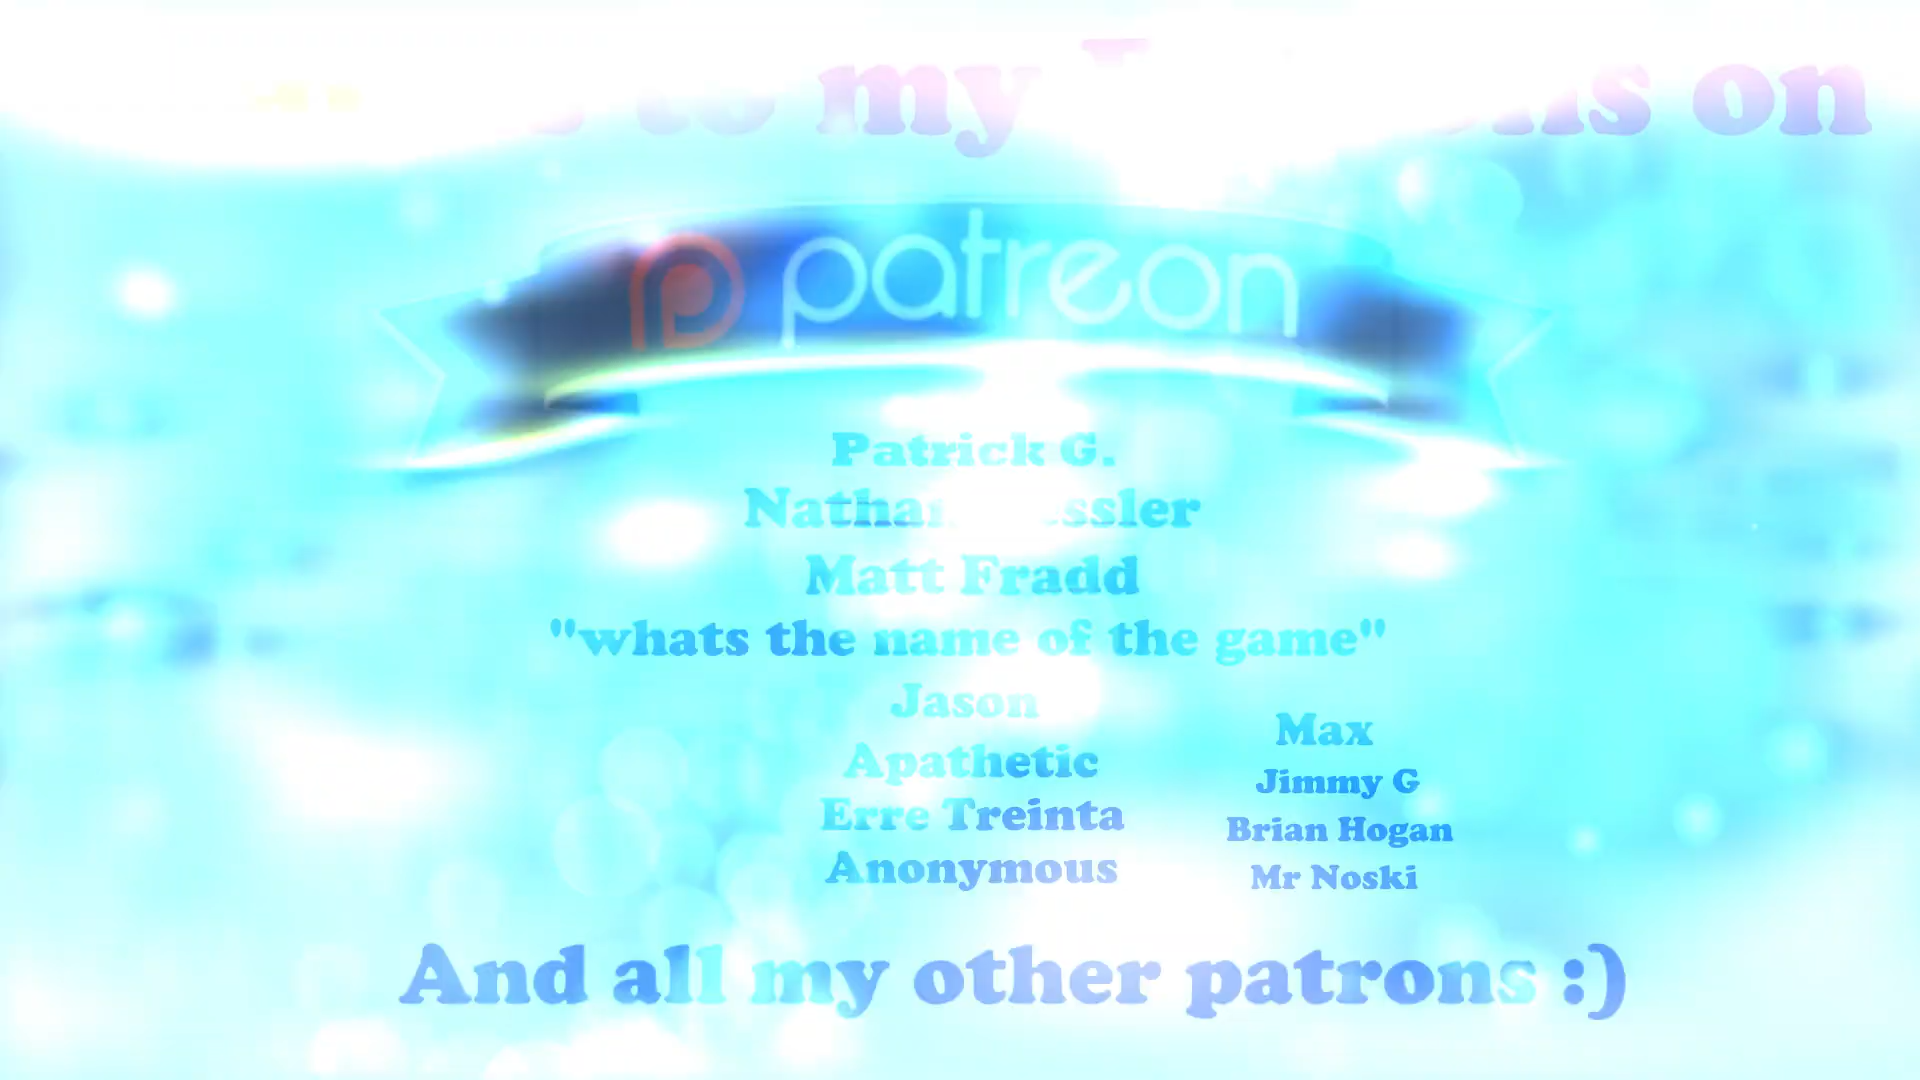 to my on
patreon
Patrick G.
Matt Fradd
"whats the name of the game"
Jason
Apathetic
Erre Treinta
Anonymous
Max
Jimmy G
Brian Hogan
Mr Noski
And all my other patrons :)